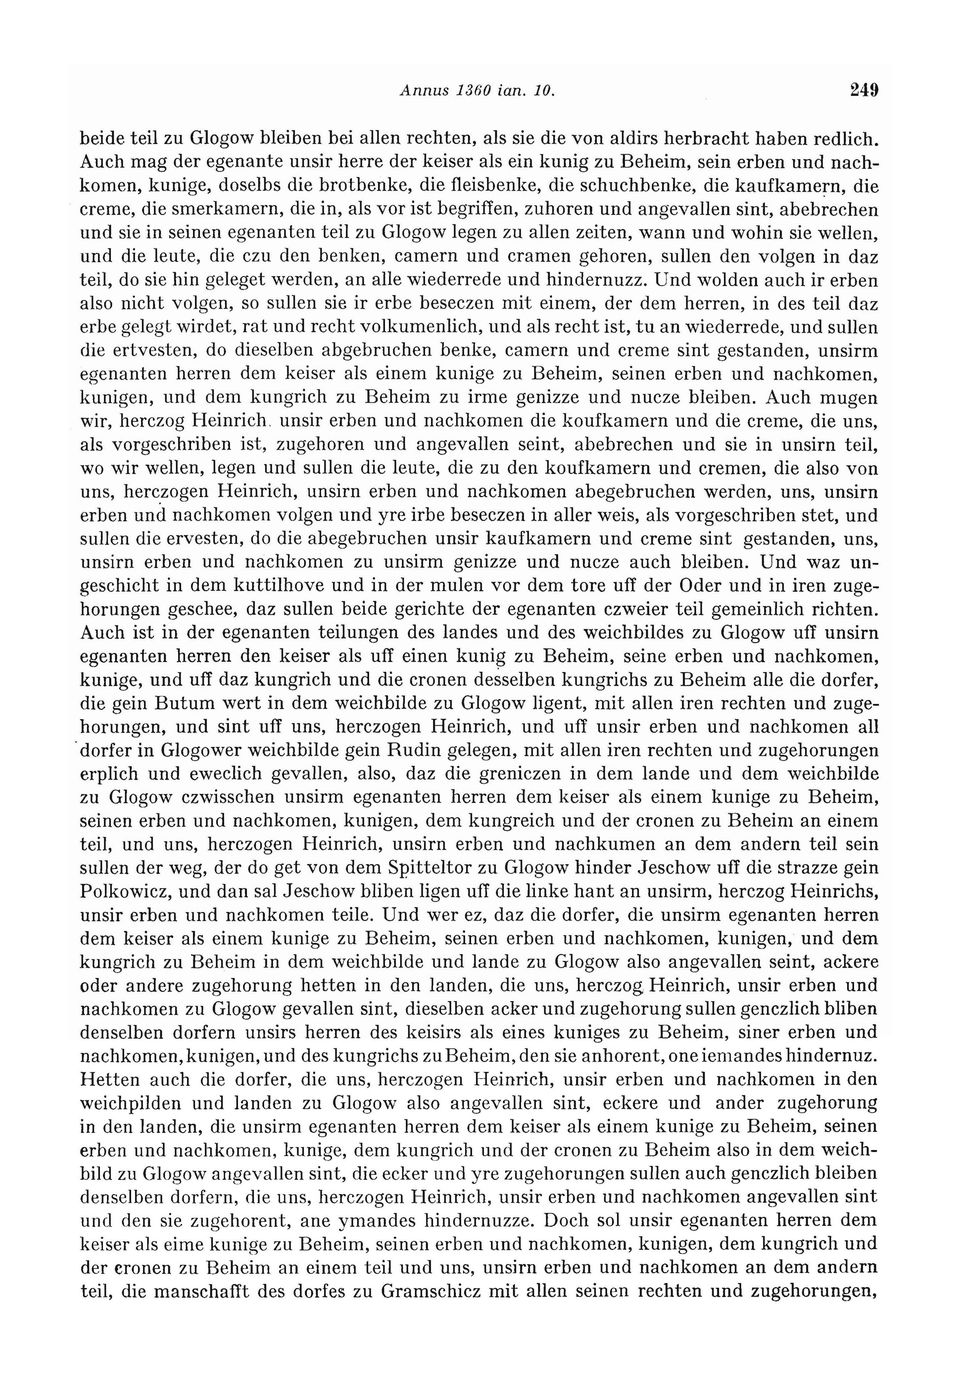 Annus 1360 ian. 10. 249
beide teil zu Glogow bleiben bei allen rechten, als sie die von aldirs herbracht haben redlich.
Auch mag der egenante unsir herre der keiser als ein kunig zu Beheim, sein erben und nach-
komen, kunige, doselbs die brotbenke, die fleisbenke, die schuchbenke, die kaufkamern, die
creme, die smerkamern, die in, als vor ist begriffen, zuhoren und angevallen sint, abebrechen
und sie in seinen egenanten teil zu Glogow legen zu allen zeiten, wann und wohin sie wellen,
und die leute, die czu den benken, camern und cramen gehoren, sullen den volgen in daz
teil, do sie hin geleget werden, an alle wiederrede und hindernuzz. Und wolden auch ir erben
also nicht volgen, so sullen sie ir erbe beseczen mit einem, der dem herren, in des teil daz
erbe gelegt wirdet, rat und recht volkumenlich, und als recht ist, tu an wiederrede, und sullen
die ertvesten, do dieselben abgebruchen benke, camern und creme sint gestanden, unsirm
egenanten herren dem keiser als einem kunige zu Beheim, seinen erben und nachkomen,
kunigen, und dem kungrich zu Beheim zu irme genizze und nucze bleiben. Auch mugen
wir, herczog Heinrich. unsir erben und nachkomen die koufkamern und die creme, die uns,
als vorgeschriben ist, zugehoren und angevallen seint, abebrechen und sie in unsirn teil,
wo wir wellen, legen und sullen die leute, die zu den koufkamern und cremen, die also von
uns, herczogen Heinrich, unsirn erben und nachkomen abegebruchen werden, uns, unsirn
erben und nachkomen volgen und yre irbe beseczen in aller weis, als vorgeschriben stet, und
sullen die ervesten, do die abegebruchen unsir kaufkamern und creme sint gestanden, uns,
unsirn erben und nachkomen zu unsirm genizze und nucze auch bleiben. Und waz un-
geschicht in dem kuttilhove und in der mulen vor dem tore uff der Oder und in iren zuge-
horungen geschee, daz sullen beide gerichte der egenanten czweier teil gemeinlich richten.
Auch ist in der egenanten teilungen des landes und des weichbildes zu Glogow uff unsirn
egenanten herren den keiser als uff einen kunig zu Beheim, seine erben und nachkomen,
kunige, und uff daz kungrich und die cronen desselben kungrichs zu Beheim alle die dorfer,
die gein Butum wert in dem weichbilde zu Glogow ligent, mit allen iren rechten und zuge-
horungen, und sint uff uns, herczogen Heinrich, und uff unsir erben und nachkomen all
dorfer in Glogower weichbilde gein Rudin gelegen, mit allen iren rechten und zugehorungen
erplich und eweclich gevallen, also, daz die greniczen in dem lande und dem weichbilde
zu Glogow czwisschen unsirm egenanten herren dem keiser als einem kunige zu Beheim,
seinen erben und nachkomen, kunigen, dem kungreich und der cronen zu Beheim an einem
teil, und uns, herczogen Heinrich, unsirn erben und nachkumen an dem andern teil sein
sullen der weg, der do get von dem Spitteltor zu Glogow hinder Jeschow uff die strazze gein
Polkowicz, und dan sal Jeschow bliben ligen uff die linke hant an unsirm, herczog Heinrichs,
unsir erben und nachkomen teile. Und wer ez, daz die dorfer, die unsirm egenanten herren
dem keiser als einem kunige zu Beheim, seinen erben und nachkomen, kunigen, und dem
kungrich zu Beheim in dem weichbilde und lande zu Glogow also angevallen seint, ackere
oder andere zugehorung hetten in den landen, die uns, herczog Heinrich, unsir erben und
nachkomen zu Glogow gevallen sint, dieselben acker und zugehorung sullen genczlich bliben
denselben dorfern unsirs herren des keisirs als eines kuniges zu Beheim, siner erben und
nachkomen, kunigen, und des kungrichs zu Beheim, den sie anhorent, one iemandes hindernuz.
Hetten auch die dorfer, die uns, herczogen Heinrich, unsir erben und nachkomen in den
weichpilden und landen zu Glogow also angevallen sint, eckere und ander zugehorung
in den landen, die unsirm egenanten herren dem keiser als einem kunige zu Beheim, seinen
erben und nachkomen, kunige, dem kungrich und der cronen zu Beheim also in dem weich-
bild zu Glogow angevallen sint, die ecker und yre zugehorungen sullen auch genczlich bleiben
denselben dorfern, die uns, herczogen Heinrich, unsir erben und nachkomen angevallen sint
und den sie zugehorent, ane ymandes hindernuzze. Doch sol unsir egenanten herren dem
keiser als eime kunige zu Beheim, seinen erben und nachkomen, kunigen, dem kungrich und
der cronen zu Beheim an einem teil und uns, unsirn erben und nachkomen an dem andern
teil, die manschafft des dorfes zu Gramschicz mit allen seinen rechten und zugehorungen,